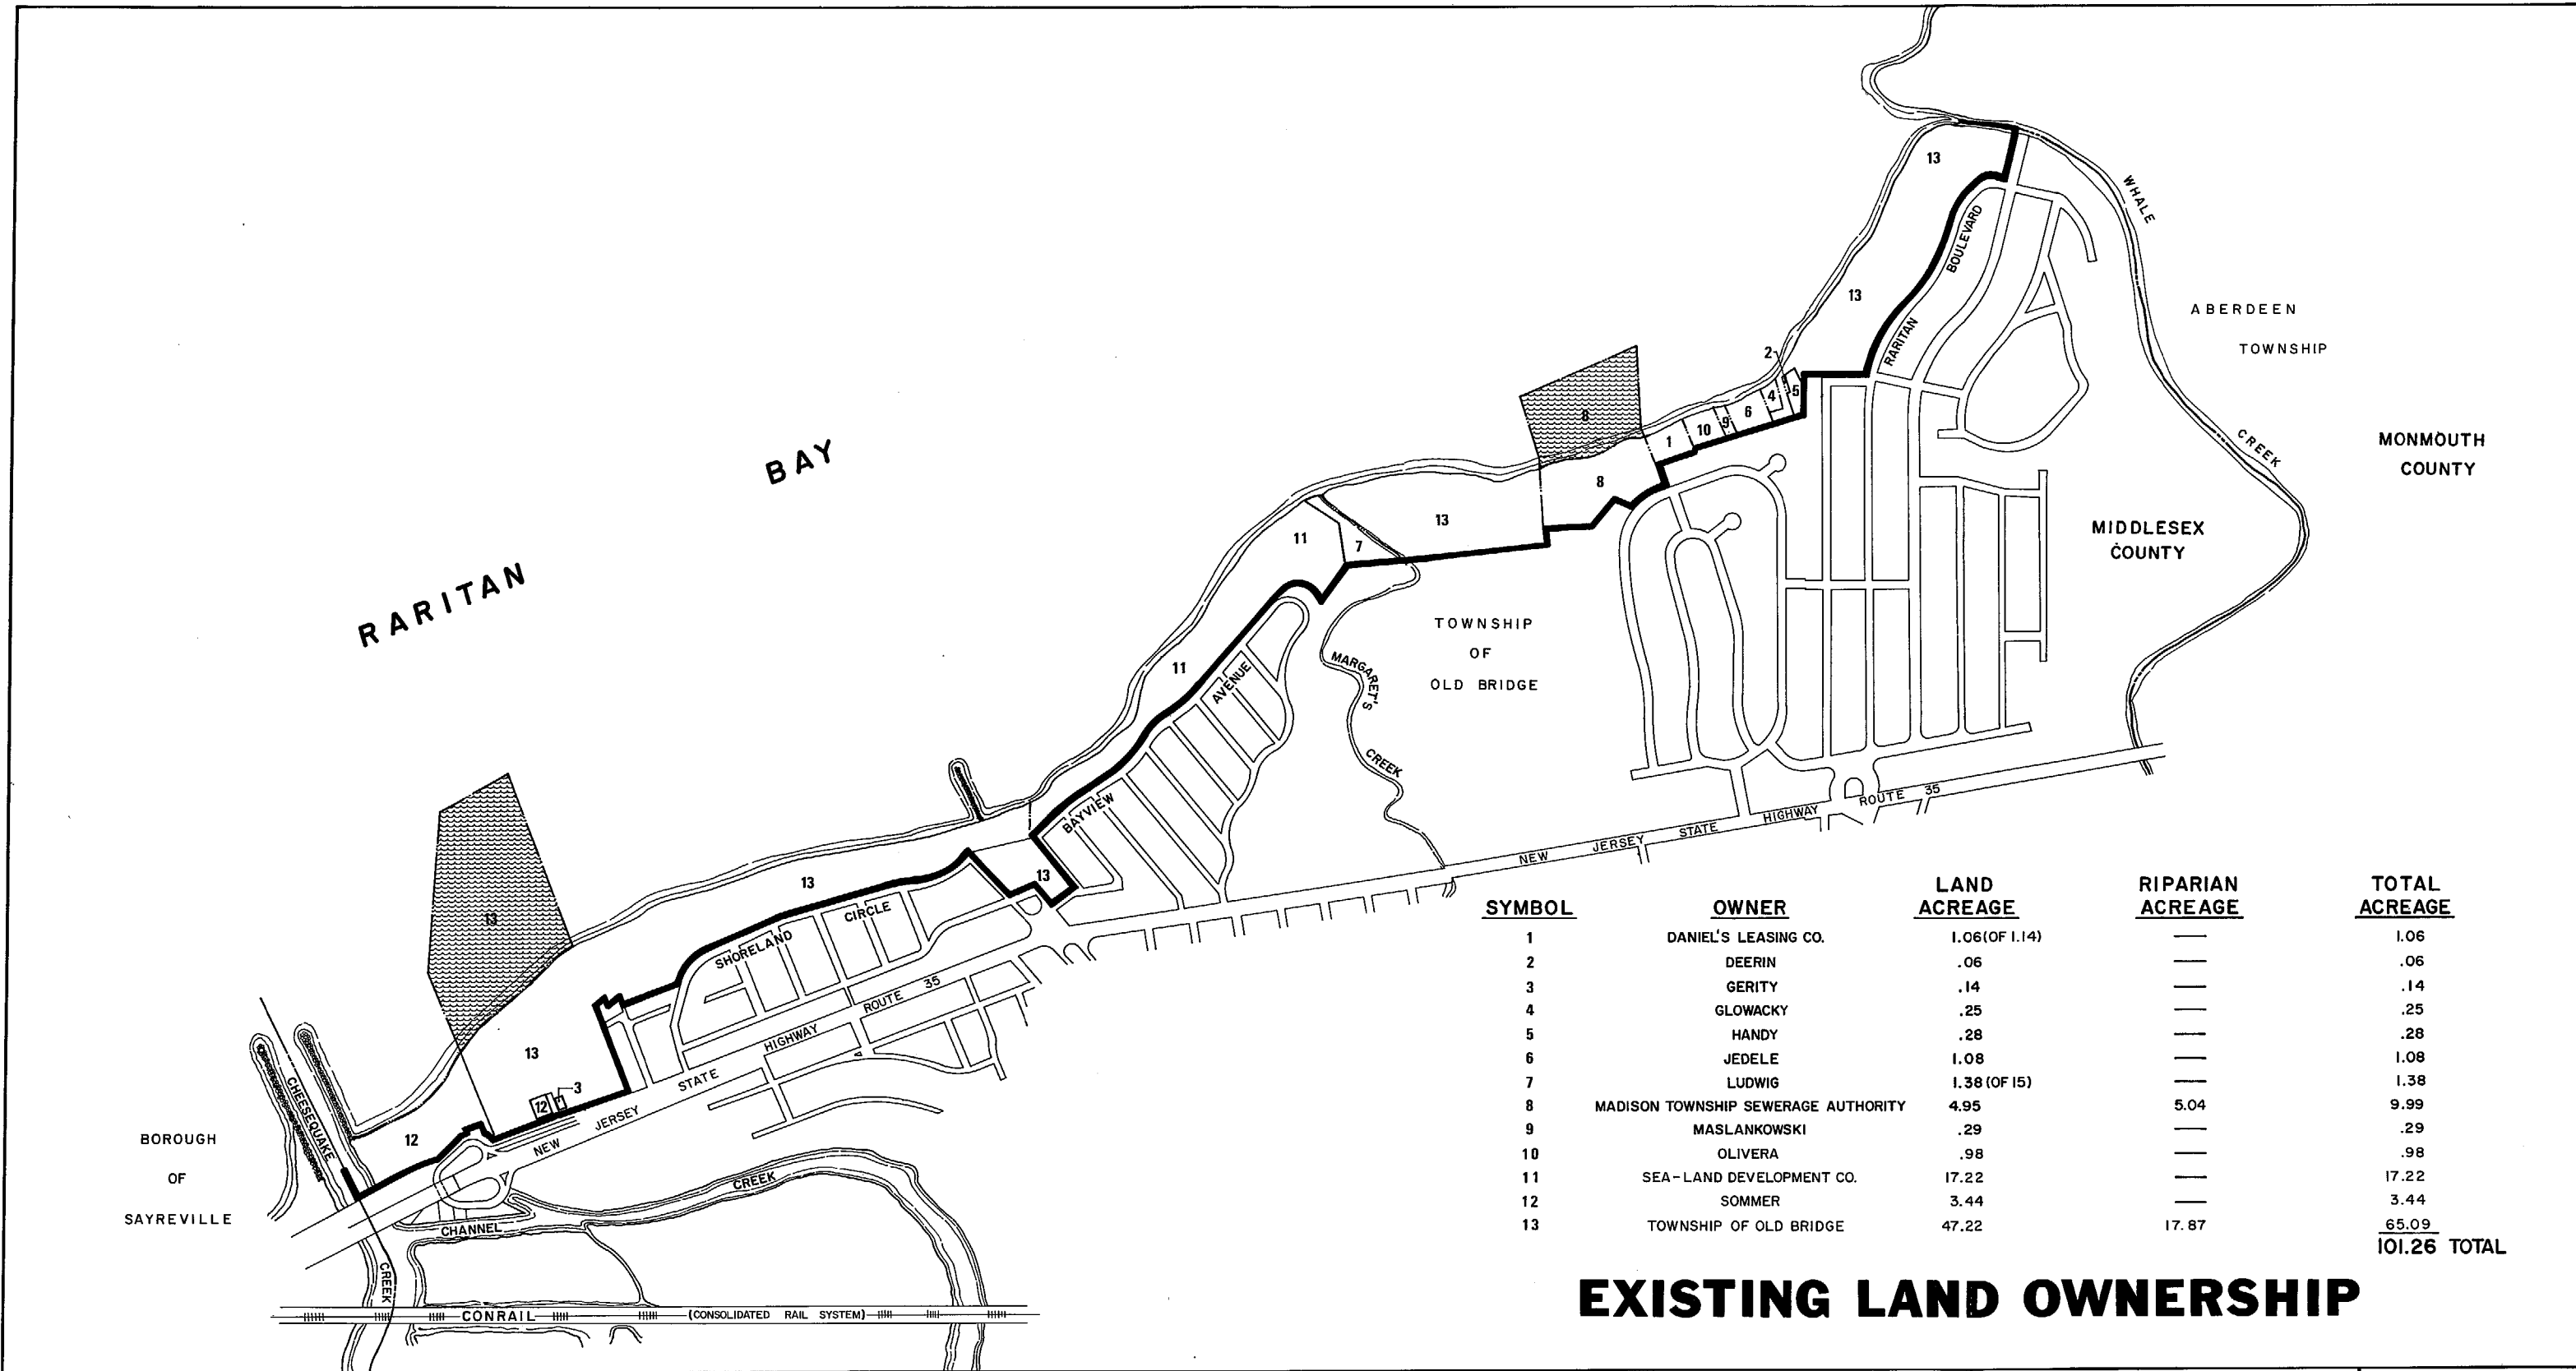 RARITAN BAY
WHALE
CREEK
ABERDEEN
TOWNSHIP
MONMOUTH
COUNTY
MIDDLESEX
COUNTY
RARITAN BOULEVARD
13
13
2
5
4
6
9
10
1
8
8
13
7
11
11
TOWNSHIP
OF
OLD BRIDGE
MARGARET'S
CREEK
BAYVIEW AVENUE
13
13
13
13
SHORELAND CIRCLE
NEW JERSEY STATE HIGHWAY ROUTE 35
NEW JERSEY STATE HIGHWAY ROUTE 35
3
12
12
CHEESEQUAKE
CREEK
BOROUGH
OF
SAYREVILLE
CHANNEL
CREEK
CONRAIL (CONSOLIDATED RAIL SYSTEM)
SYMBOL OWNER LAND ACREAGE RIPARIAN ACREAGE TOTAL ACREAGE
1 DANIEL'S LEASING CO. 1.06(OF 1.14) — 1.06
2 DEERIN .06 — .06
3 GERITY .14 — .14
4 GLOWACKY .25 — .25
5 HANDY .28 — .28
6 JEDELE 1.08 — 1.08
7 LUDWIG 1.38(OF 15) — 1.38
8 MADISON TOWNSHIP SEWERAGE AUTHORITY 4.95 5.04 9.99
9 MASLANKOWSKI .29 — .29
10 OLIVERA .98 — .98
11 SEA-LAND DEVELOPMENT CO. 17.22 — 17.22
12 SOMMER 3.44 — 3.44
13 TOWNSHIP OF OLD BRIDGE 47.22 17.87 65.09
101.26 TOTAL
EXISTING LAND OWNERSHIP